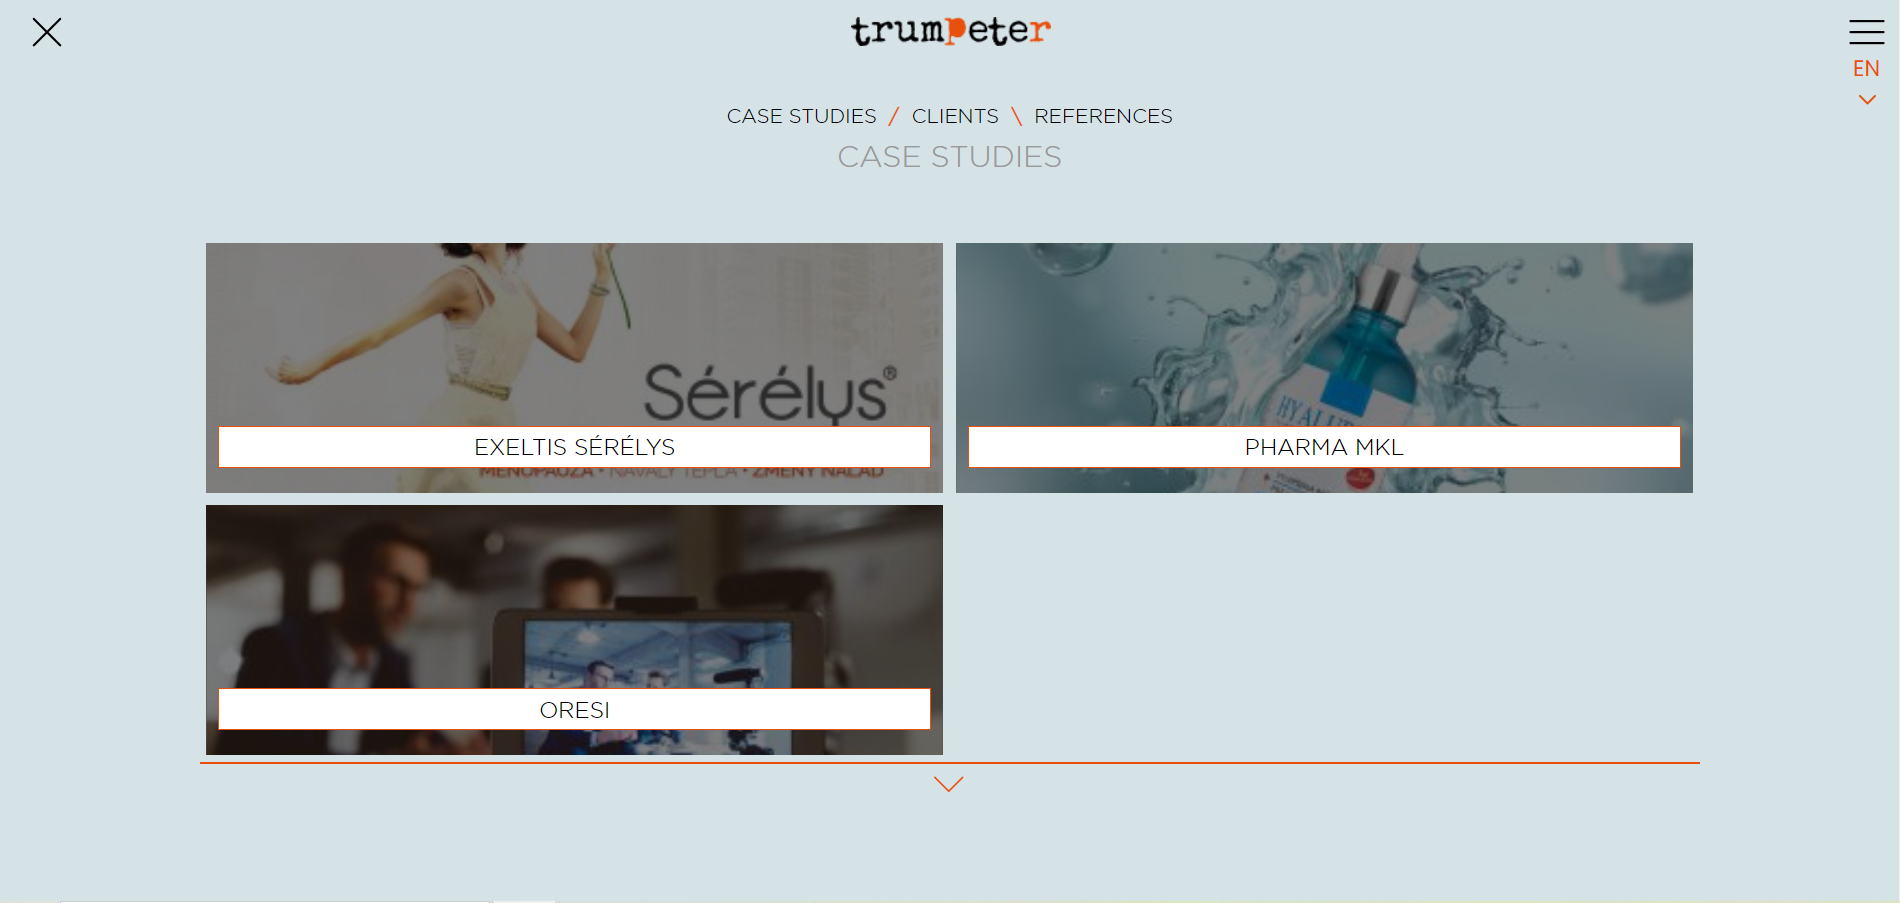 trumpeter
EN
CASE STUDIES / CLIENTS \ REFERENCES
CASE STUDIES
Sérélys®
EXELTIS SÉRÉLYS
MENOPAUZA • NÁVALY TEPLA • ZMĚNY NÁLAD
PHARMA MKL
ORESI